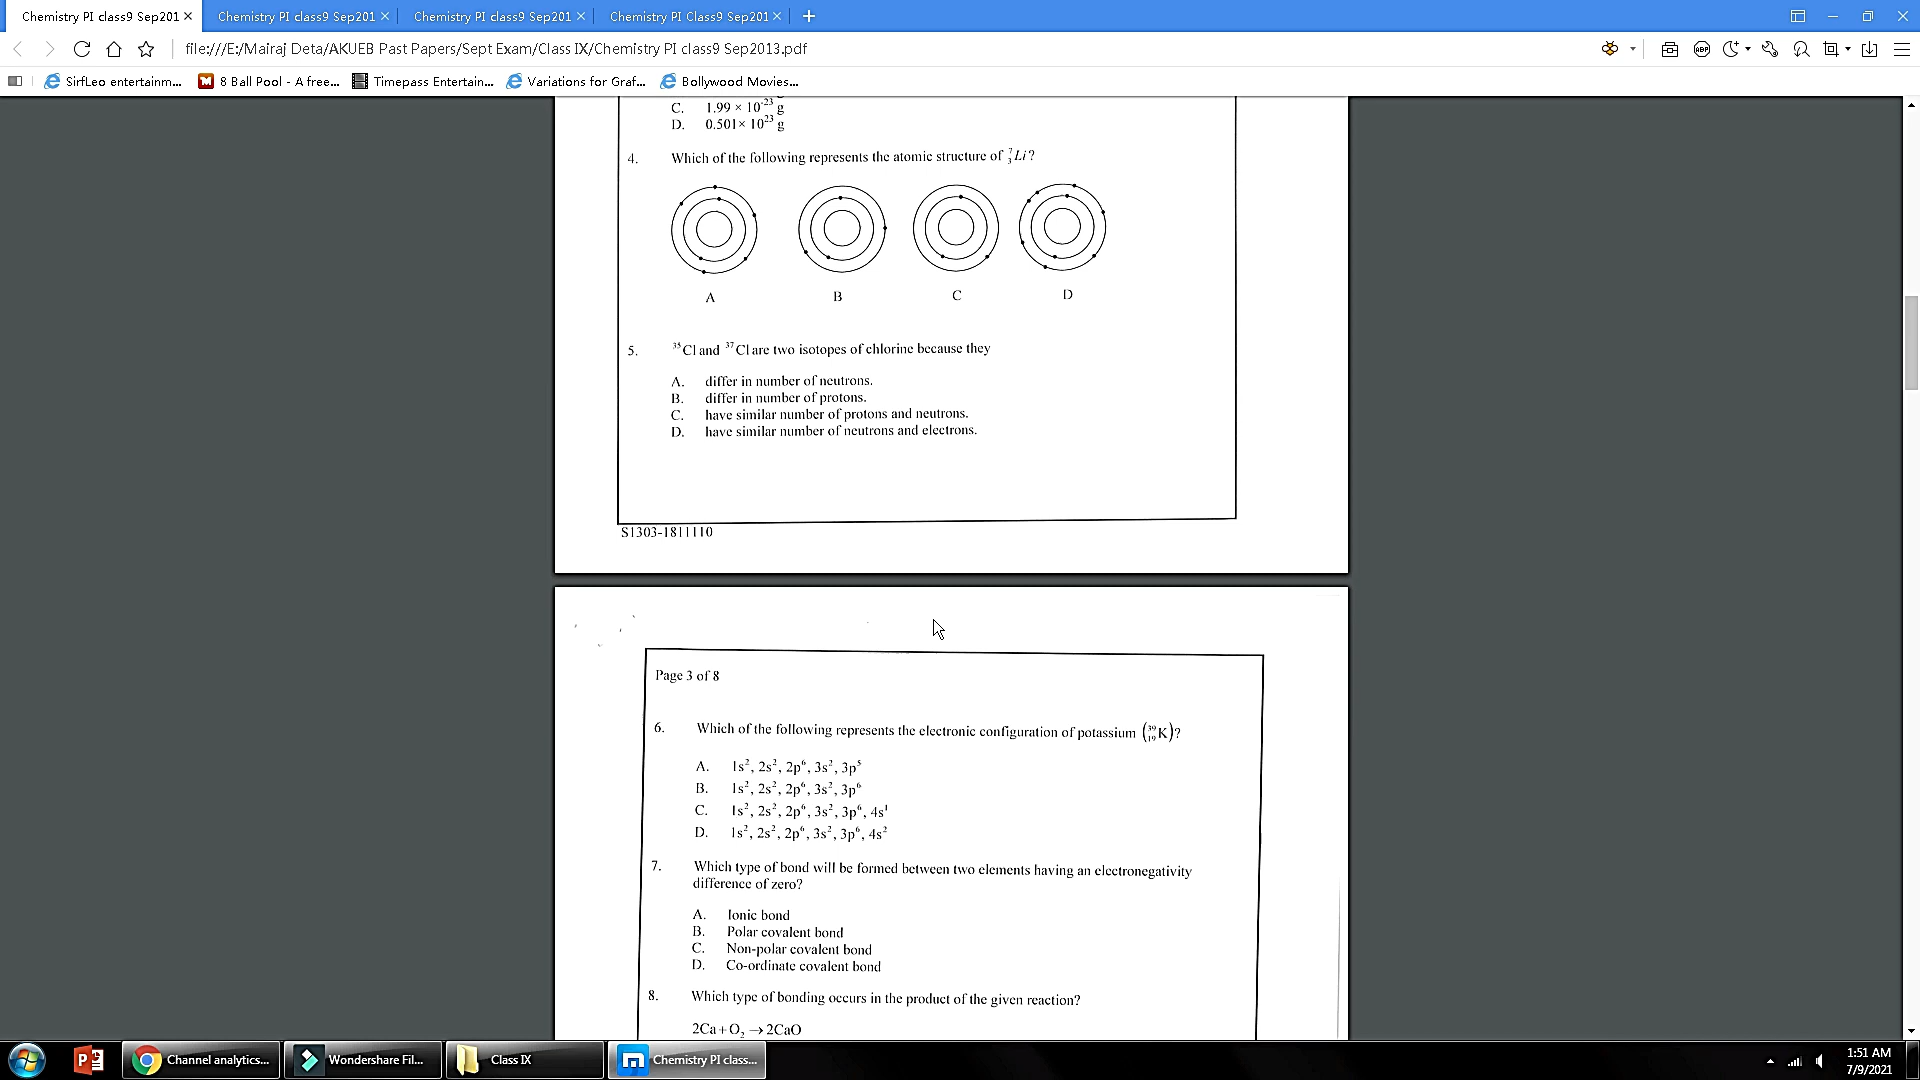 Chemistry PI class9 Sep201 Chemistry PI class9 Sep201 Chemistry PI class9 Sep201 Chemistry PI Class9 Sep201
file:///E:/Mairaj Deta/AKUEB Past Papers/Sept Exam/Class IX/Chemistry PI class9 Sep2013.pdf
ABP
SirfLeo entertainm... 8 Ball Pool - A free... Timepass Entertain... Variations for Graf... Bollywood Movies...
C. 1.99 × 10⁻²³ g
D. 0.501× 10²³ g
4. Which of the following represents the atomic structure of ⁷₃Li?
A B C D
5. ³⁵Cl and ³⁷Cl are two isotopes of chlorine because they
A. differ in number of neutrons.
B. differ in number of protons.
C. have similar number of protons and neutrons.
D. have similar number of neutrons and electrons.
S1303-1811110
Page 3 of 8
6. Which of the following represents the electronic configuration of potassium (³⁹₁₉K)?
A. 1s², 2s², 2p⁶, 3s², 3p⁵
B. 1s², 2s², 2p⁶, 3s², 3p⁶
C. 1s², 2s², 2p⁶, 3s², 3p⁶, 4s¹
D. 1s², 2s², 2p⁶, 3s², 3p⁶, 4s²
7. Which type of bond will be formed between two elements having an electronegativity
difference of zero?
A. Ionic bond
B. Polar covalent bond
C. Non-polar covalent bond
D. Co-ordinate covalent bond
8. Which type of bonding occurs in the product of the given reaction?
2Ca + O₂ → 2CaO
Channel analytics... Wondershare Fil... Class IX Chemistry PI class...
1:51 AM
7/9/2021